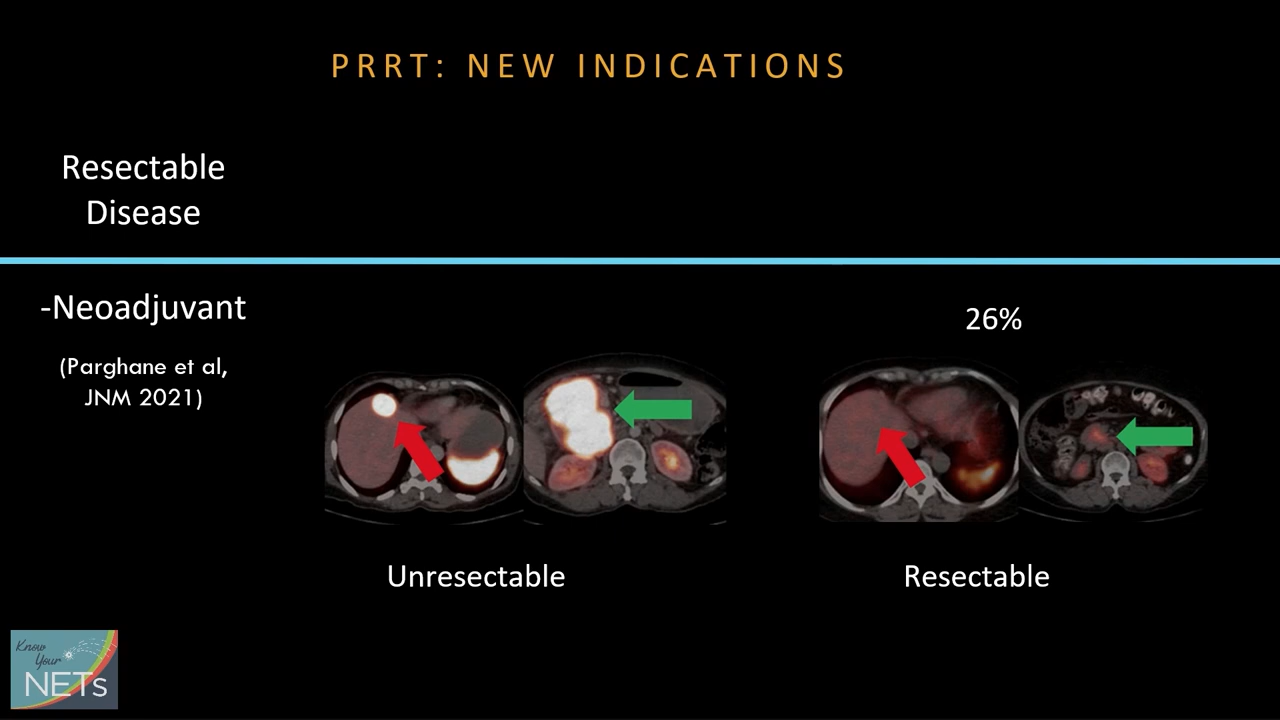 PRRT: NEW INDICATIONS
Resectable
Disease
-Neoadjuvant
(Parghane et al,
JNM 2021)
26%
Unresectable
Resectable
Know
Your
NETs